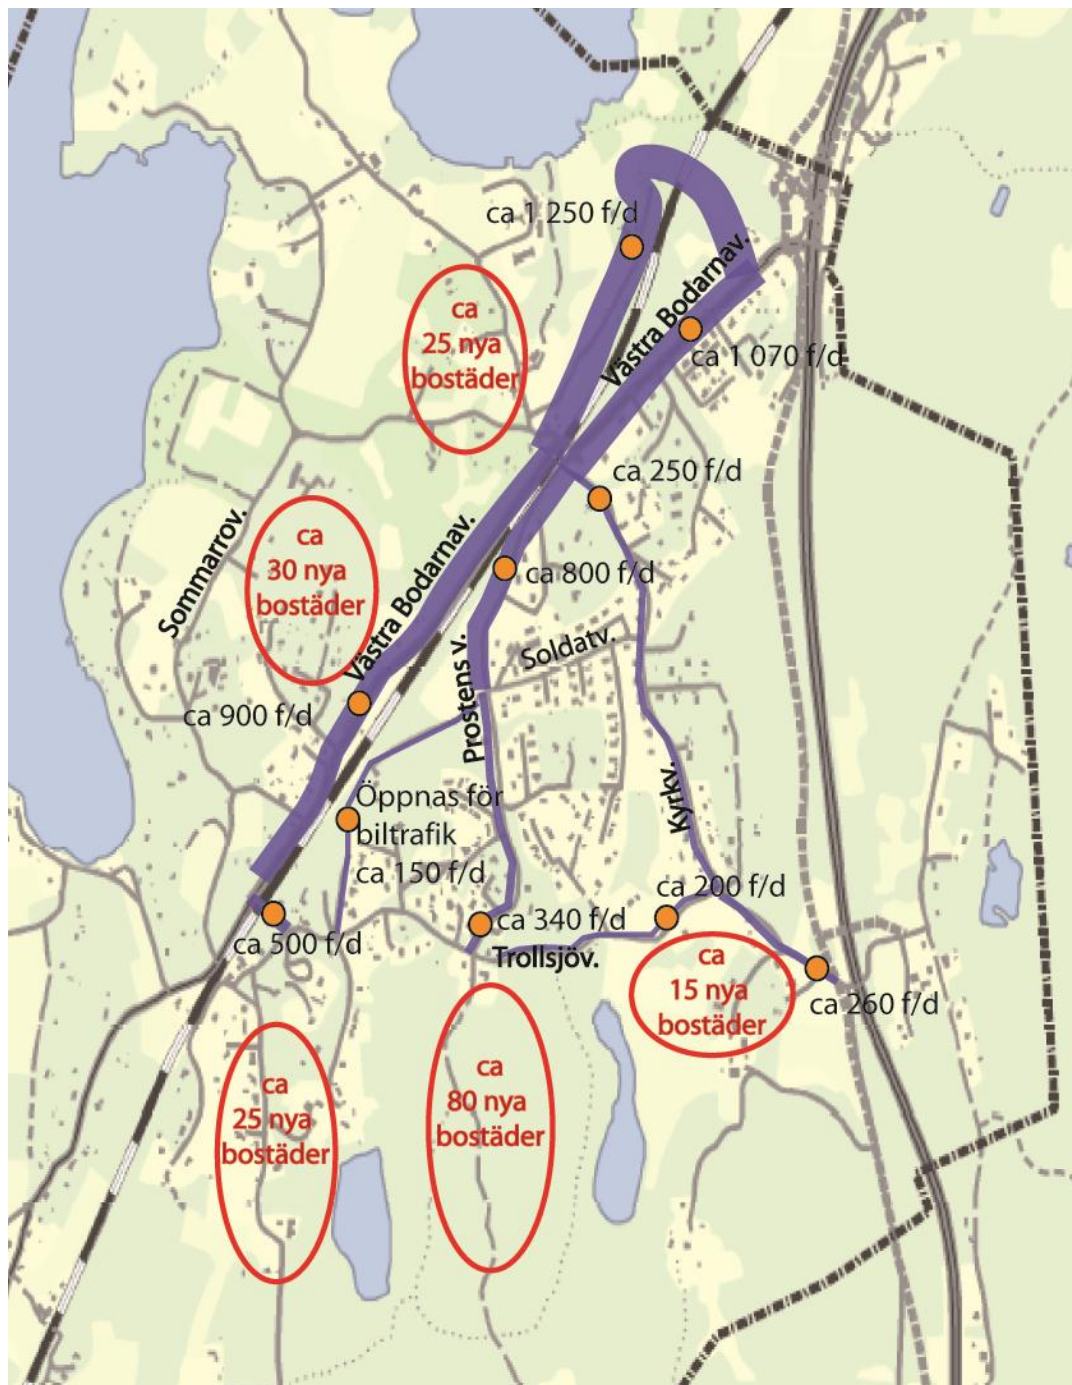 ca 1 250 f/d
Västra Bodarnav.
ca 1 070 f/d
ca
25 nya
bostäder
ca 250 f/d
ca
30 nya
bostäder
Sommarrov.
Västra Bodarnav.
ca 800 f/d
Soldatv.
Prostens v.
ca 900 f/d
Kyrkv.
Öppnas för
biltrafik
ca 150 f/d
ca 200 f/d
ca 340 f/d
ca 500 f/d
Trollsjöv.
ca
15 nya
bostäder
ca 260 f/d
ca
25 nya
bostäder
ca
80 nya
bostäder